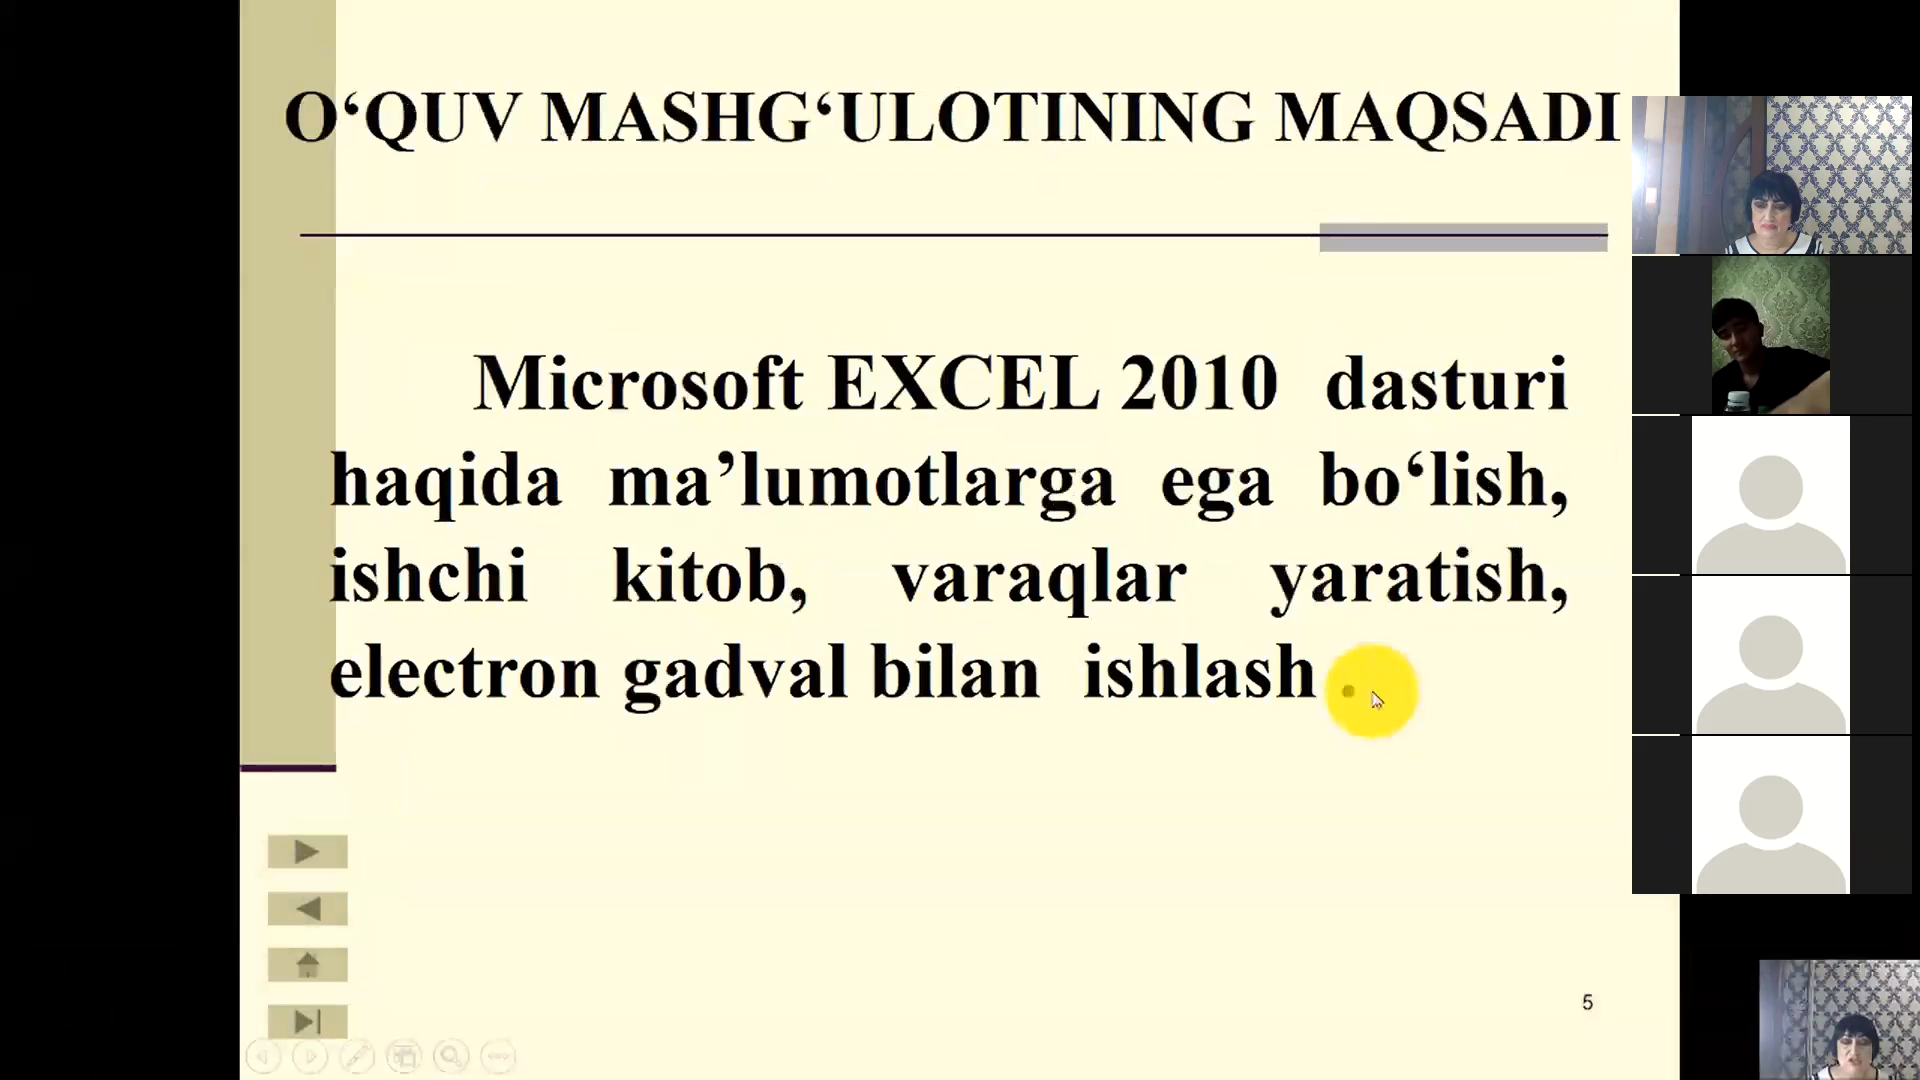 O‘QUV MASHG‘ULOTINING MAQSADI
Microsoft EXCEL 2010 dasturi
haqida ma’lumotlarga ega bo‘lish,
ishchi kitob, varaqlar yaratish,
electron gadval bilan ishlash .
5